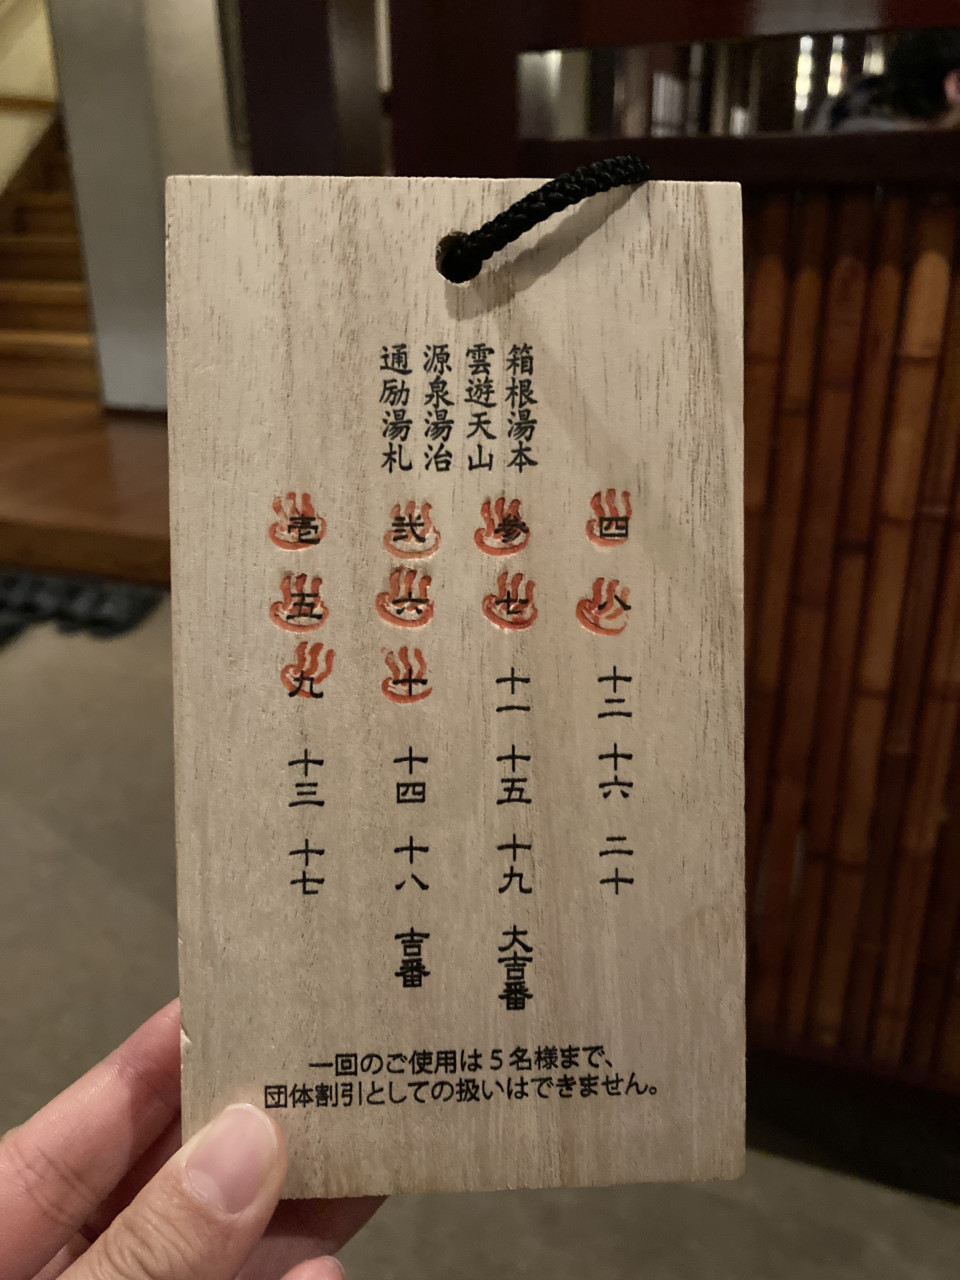 箱根湯本
雲遊天山
源泉湯治
通励湯札
壱 弐 参 四
五 六 七 八
九 十 十一 十二
十三 十四 十五 十六
十七 十八 十九 二十
吉番 大吉番
一回のご使用は5名様まで、
団体割引としての扱いはできません。